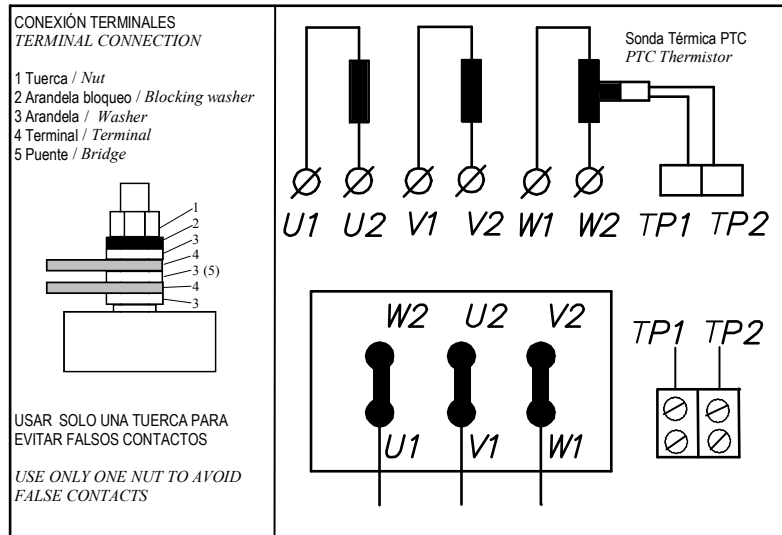 CONEXIÓN TERMINALES
TERMINAL CONNECTION
1 Tuerca / Nut
2 Arandela bloqueo / Blocking washer
3 Arandela / Washer
4 Terminal / Terminal
5 Puente / Bridge
1
2
3
4
3 (5)
4
3
USAR SOLO UNA TUERCA PARA
EVITAR FALSOS CONTACTOS
USE ONLY ONE NUT TO AVOID
FALSE CONTACTS
Sonda Térmica PTC
PTC Thermistor
U1 U2 V1 V2 W1 W2 TP1 TP2
W2 U2 V2
U1 V1 W1
TP1 TP2